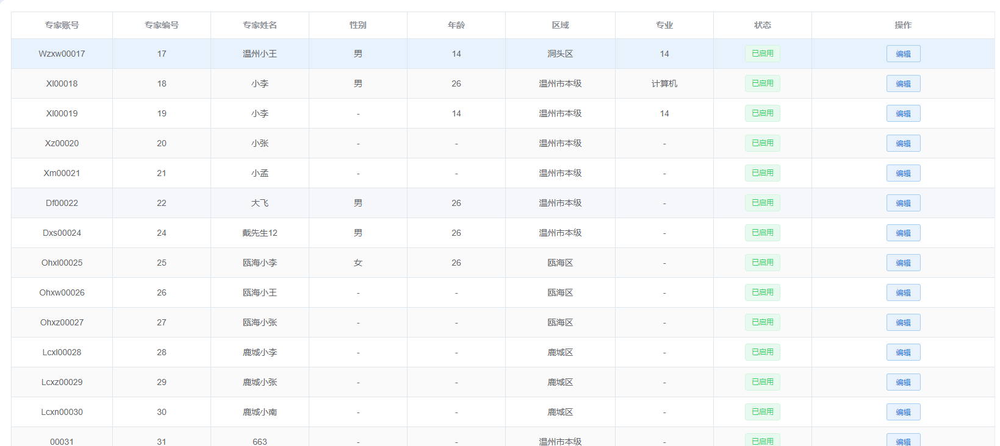 专家账号 专家编号 专家姓名 性别 年龄 区域 专业 状态 操作
Wzxw00017 17 温州小王 男 14 洞头区 14 已启用 编辑
Xl00018 18 小李 男 26 温州市本级 计算机 已启用 编辑
Xl00019 19 小李 - 14 温州市本级 14 已启用 编辑
Xz00020 20 小张 - - 温州市本级 - 已启用 编辑
Xm00021 21 小孟 - - 温州市本级 - 已启用 编辑
Df00022 22 大飞 男 26 温州市本级 - 已启用 编辑
Dxs00024 24 戴先生12 男 26 温州市本级 - 已启用 编辑
Ohxl00025 25 瓯海小李 女 26 瓯海区 - 已启用 编辑
Ohxw00026 26 瓯海小王 - - 瓯海区 - 已启用 编辑
Ohxz00027 27 瓯海小张 - - 瓯海区 - 已启用 编辑
Lcxl00028 28 鹿城小李 - - 鹿城区 - 已启用 编辑
Lcxz00029 29 鹿城小张 - - 鹿城区 - 已启用 编辑
Lcxn00030 30 鹿城小南 - - 鹿城区 - 已启用 编辑
00031 31 663 - - 温州市本级 - 已启用 编辑